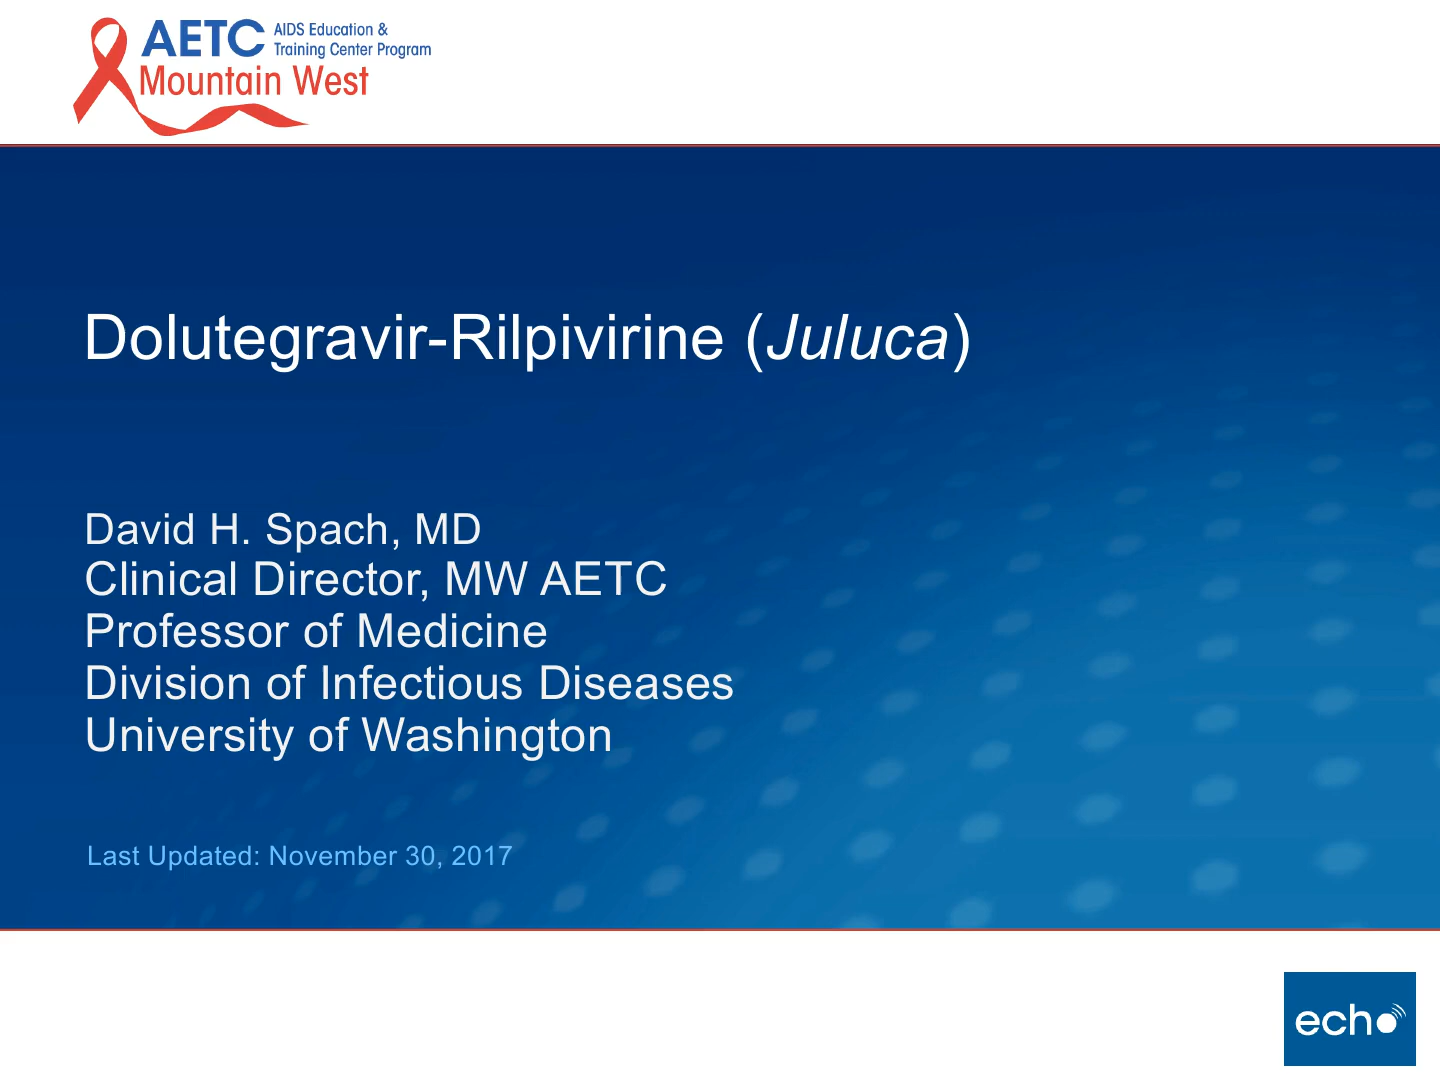 AETC AIDS Education &
Training Center Program
Mountain West
Dolutegravir-Rilpivirine (Juluca)
David H. Spach, MD
Clinical Director, MW AETC
Professor of Medicine
Division of Infectious Diseases
University of Washington
Last Updated: November 30, 2017
echo